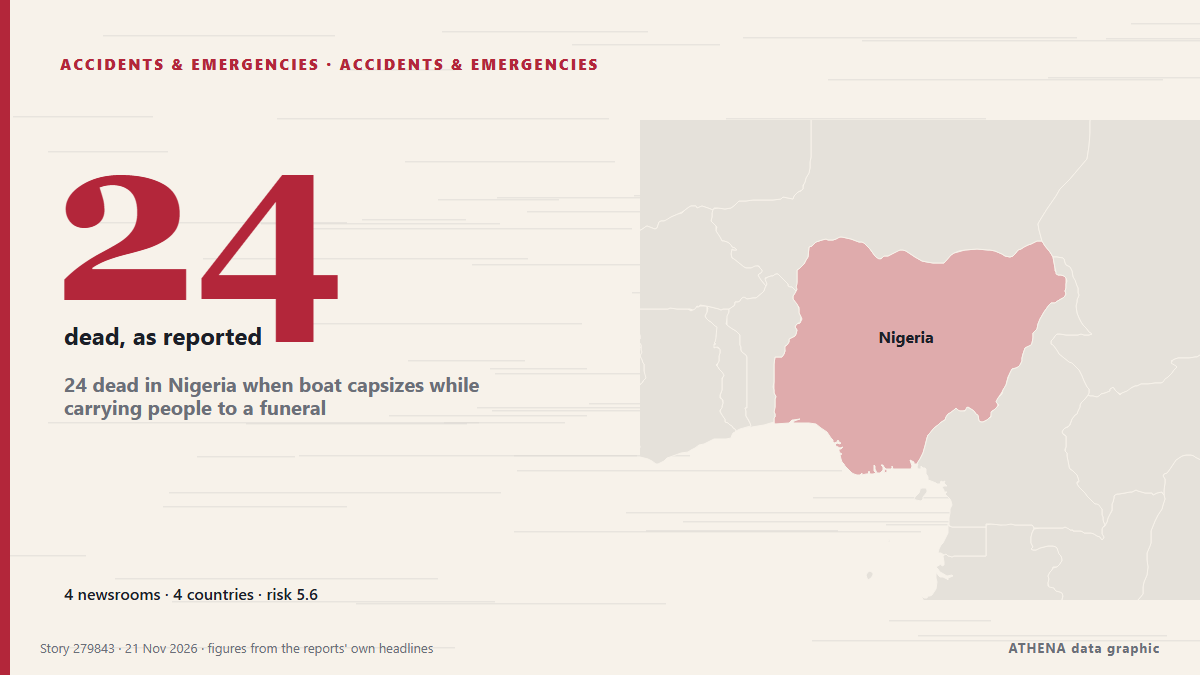 ACCIDENTS & EMERGENCIES · ACCIDENTS & EMERGENCIES
24
dead, as reported
24 dead in Nigeria when boat capsizes while
carrying people to a funeral
Nigeria
4 newsrooms · 4 countries · risk 5.6
Story 279843 · 21 Nov 2026 · figures from the reports' own headlines
ATHENA data graphic